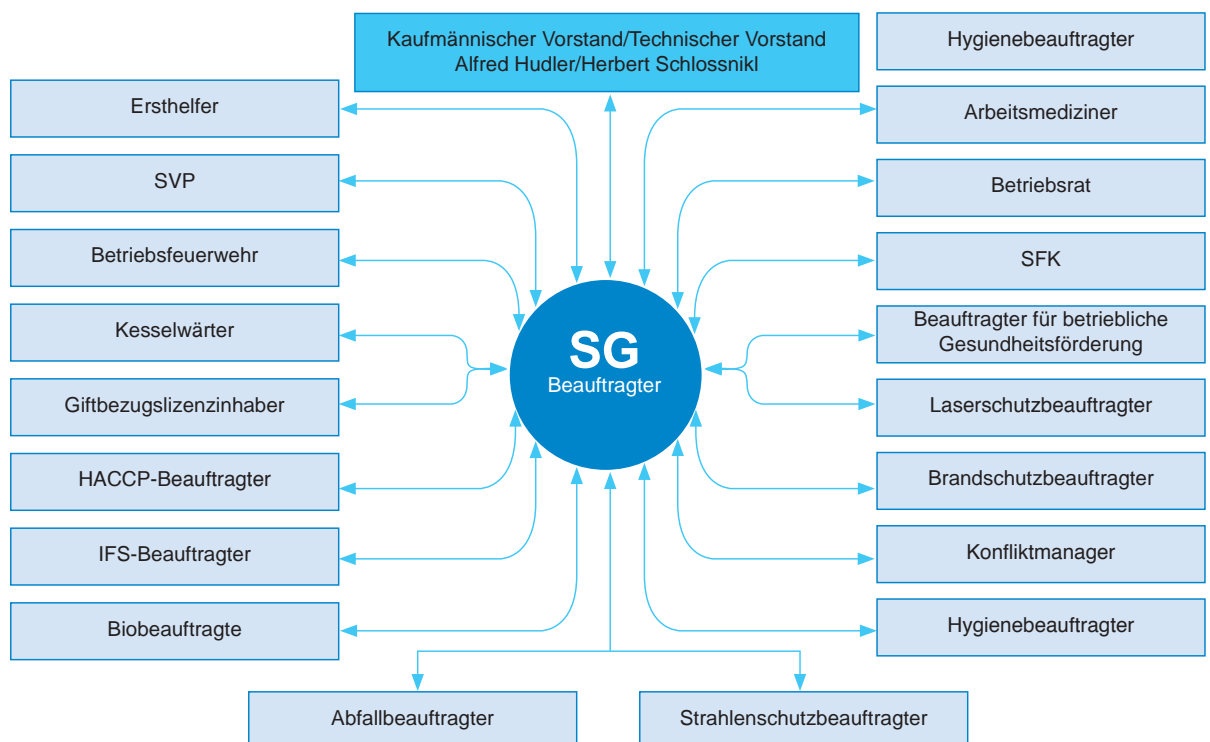 Kaufmännischer Vorstand/Technischer Vorstand
Alfred Hudler/Herbert Schlossnikl
Hygienebeauftragter
Ersthelfer
Arbeitsmediziner
SVP
Betriebsrat
Betriebsfeuerwehr
SFK
Kesselwärter
Beauftragter für betriebliche
Gesundheitsförderung
SG
Beauftragter
Giftbezugslizenzinhaber
Laserschutzbeauftragter
HACCP-Beauftragter
Brandschutzbeauftragter
IFS-Beauftragter
Konfliktmanager
Biobeauftragte
Hygienebeauftragter
Abfallbeauftragter
Strahlenschutzbeauftragter